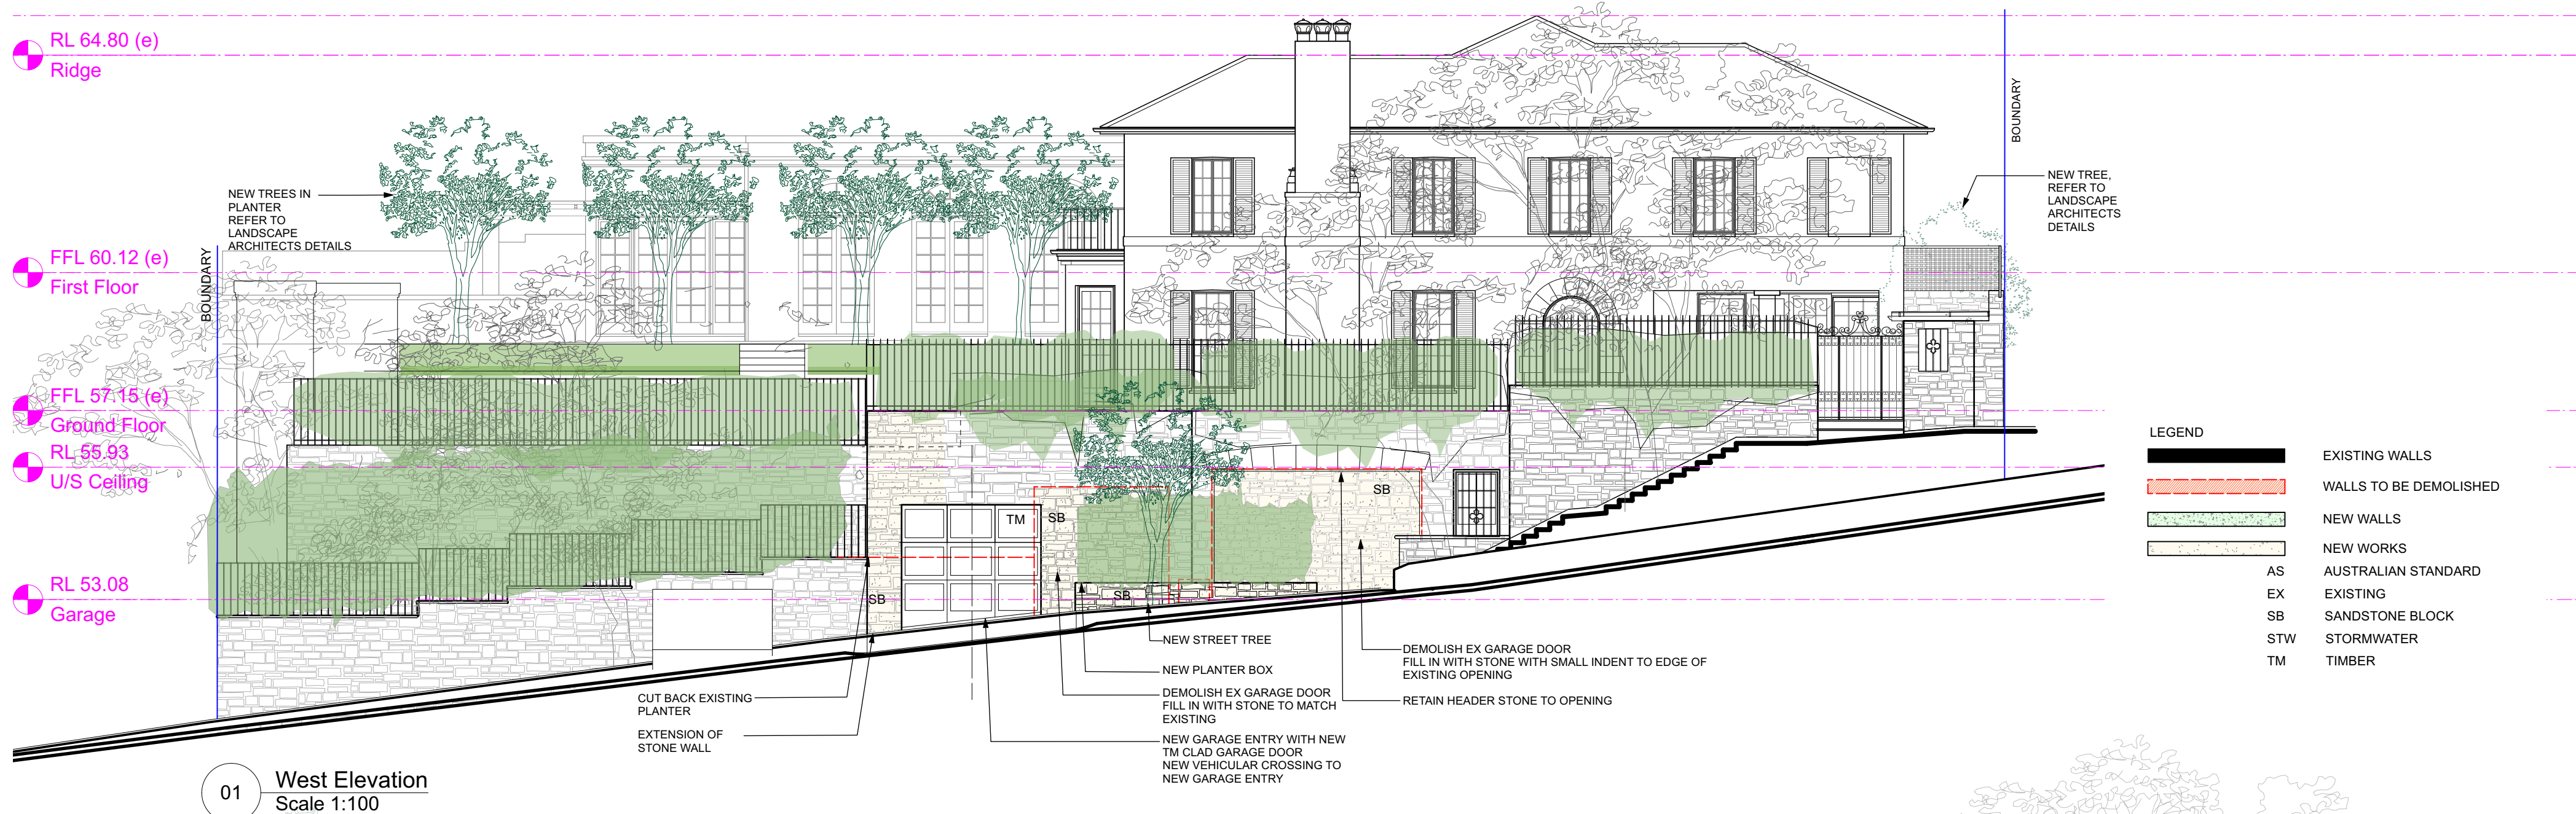 RL 64.80 (e)
Ridge
BOUNDARY
NEW TREES IN
PLANTER
REFER TO
LANDSCAPE
ARCHITECTS DETAILS
NEW TREE,
REFER TO
LANDSCAPE
ARCHITECTS
DETAILS
FFL 60.12 (e)
First Floor
BOUNDARY
FFL 57.15 (e)
Ground Floor
RL 55.93
U/S Ceiling
RL 53.08
Garage
TM
SB
SB
SB
SB
LEGEND
EXISTING WALLS
WALLS TO BE DEMOLISHED
NEW WALLS
NEW WORKS
AS AUSTRALIAN STANDARD
EX EXISTING
SB SANDSTONE BLOCK
STW STORMWATER
TM TIMBER
CUT BACK EXISTING
PLANTER
EXTENSION OF
STONE WALL
NEW STREET TREE
NEW PLANTER BOX
DEMOLISH EX GARAGE DOOR
FILL IN WITH STONE TO MATCH
EXISTING
NEW GARAGE ENTRY WITH NEW
TM CLAD GARAGE DOOR
NEW VEHICULAR CROSSING TO
NEW GARAGE ENTRY
DEMOLISH EX GARAGE DOOR
FILL IN WITH STONE WITH SMALL INDENT TO EDGE OF
EXISTING OPENING
RETAIN HEADER STONE TO OPENING
01
West Elevation
Scale 1:100